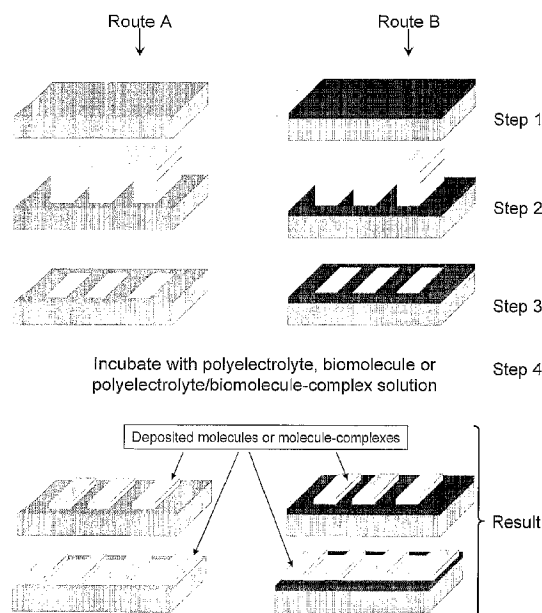 Route A
Route B
Step 1
Step 2
Step 3
Incubate with polyelectrolyte, biomolecule or
polyelectrolyte/biomolecule-complex solution
Step 4
Deposited molecules or molecule-complexes
Result